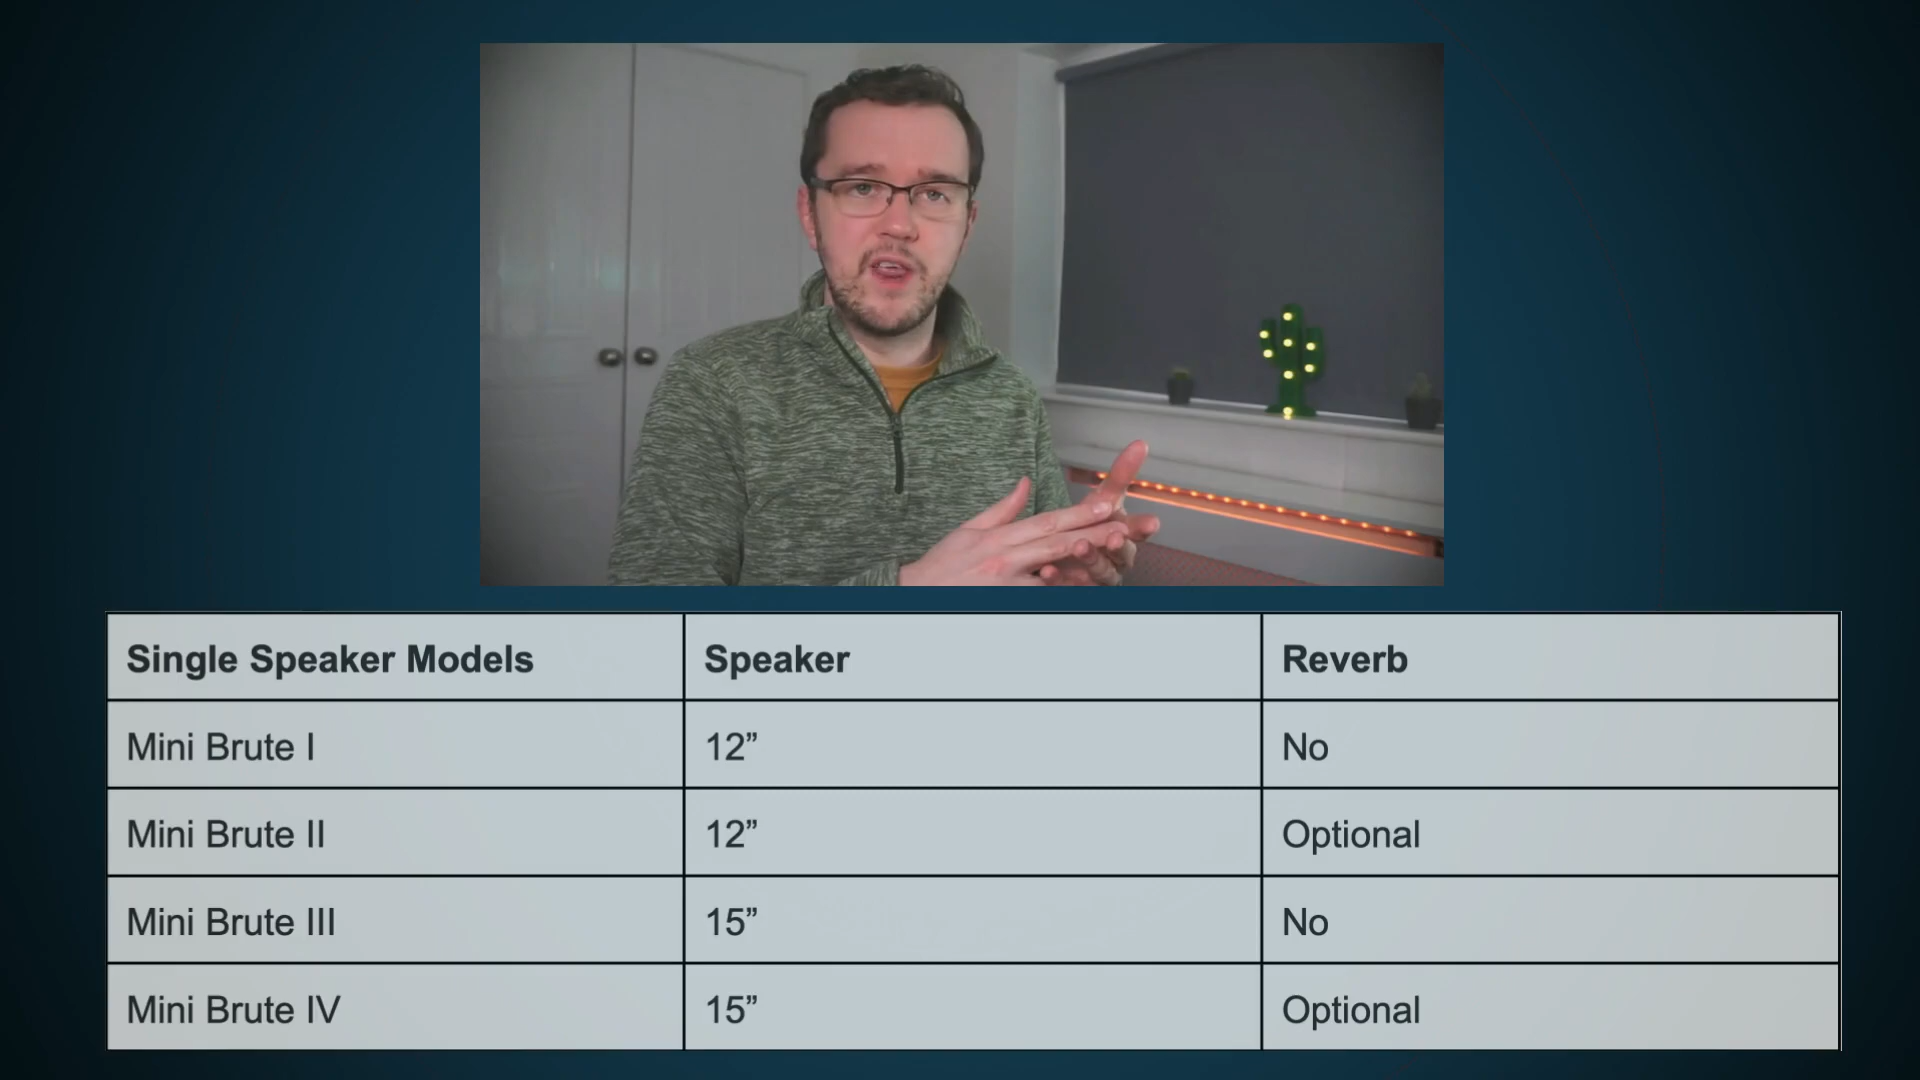 Single Speaker Models Speaker Reverb
Mini Brute I 12” No
Mini Brute II 12” Optional
Mini Brute III 15” No
Mini Brute IV 15” Optional